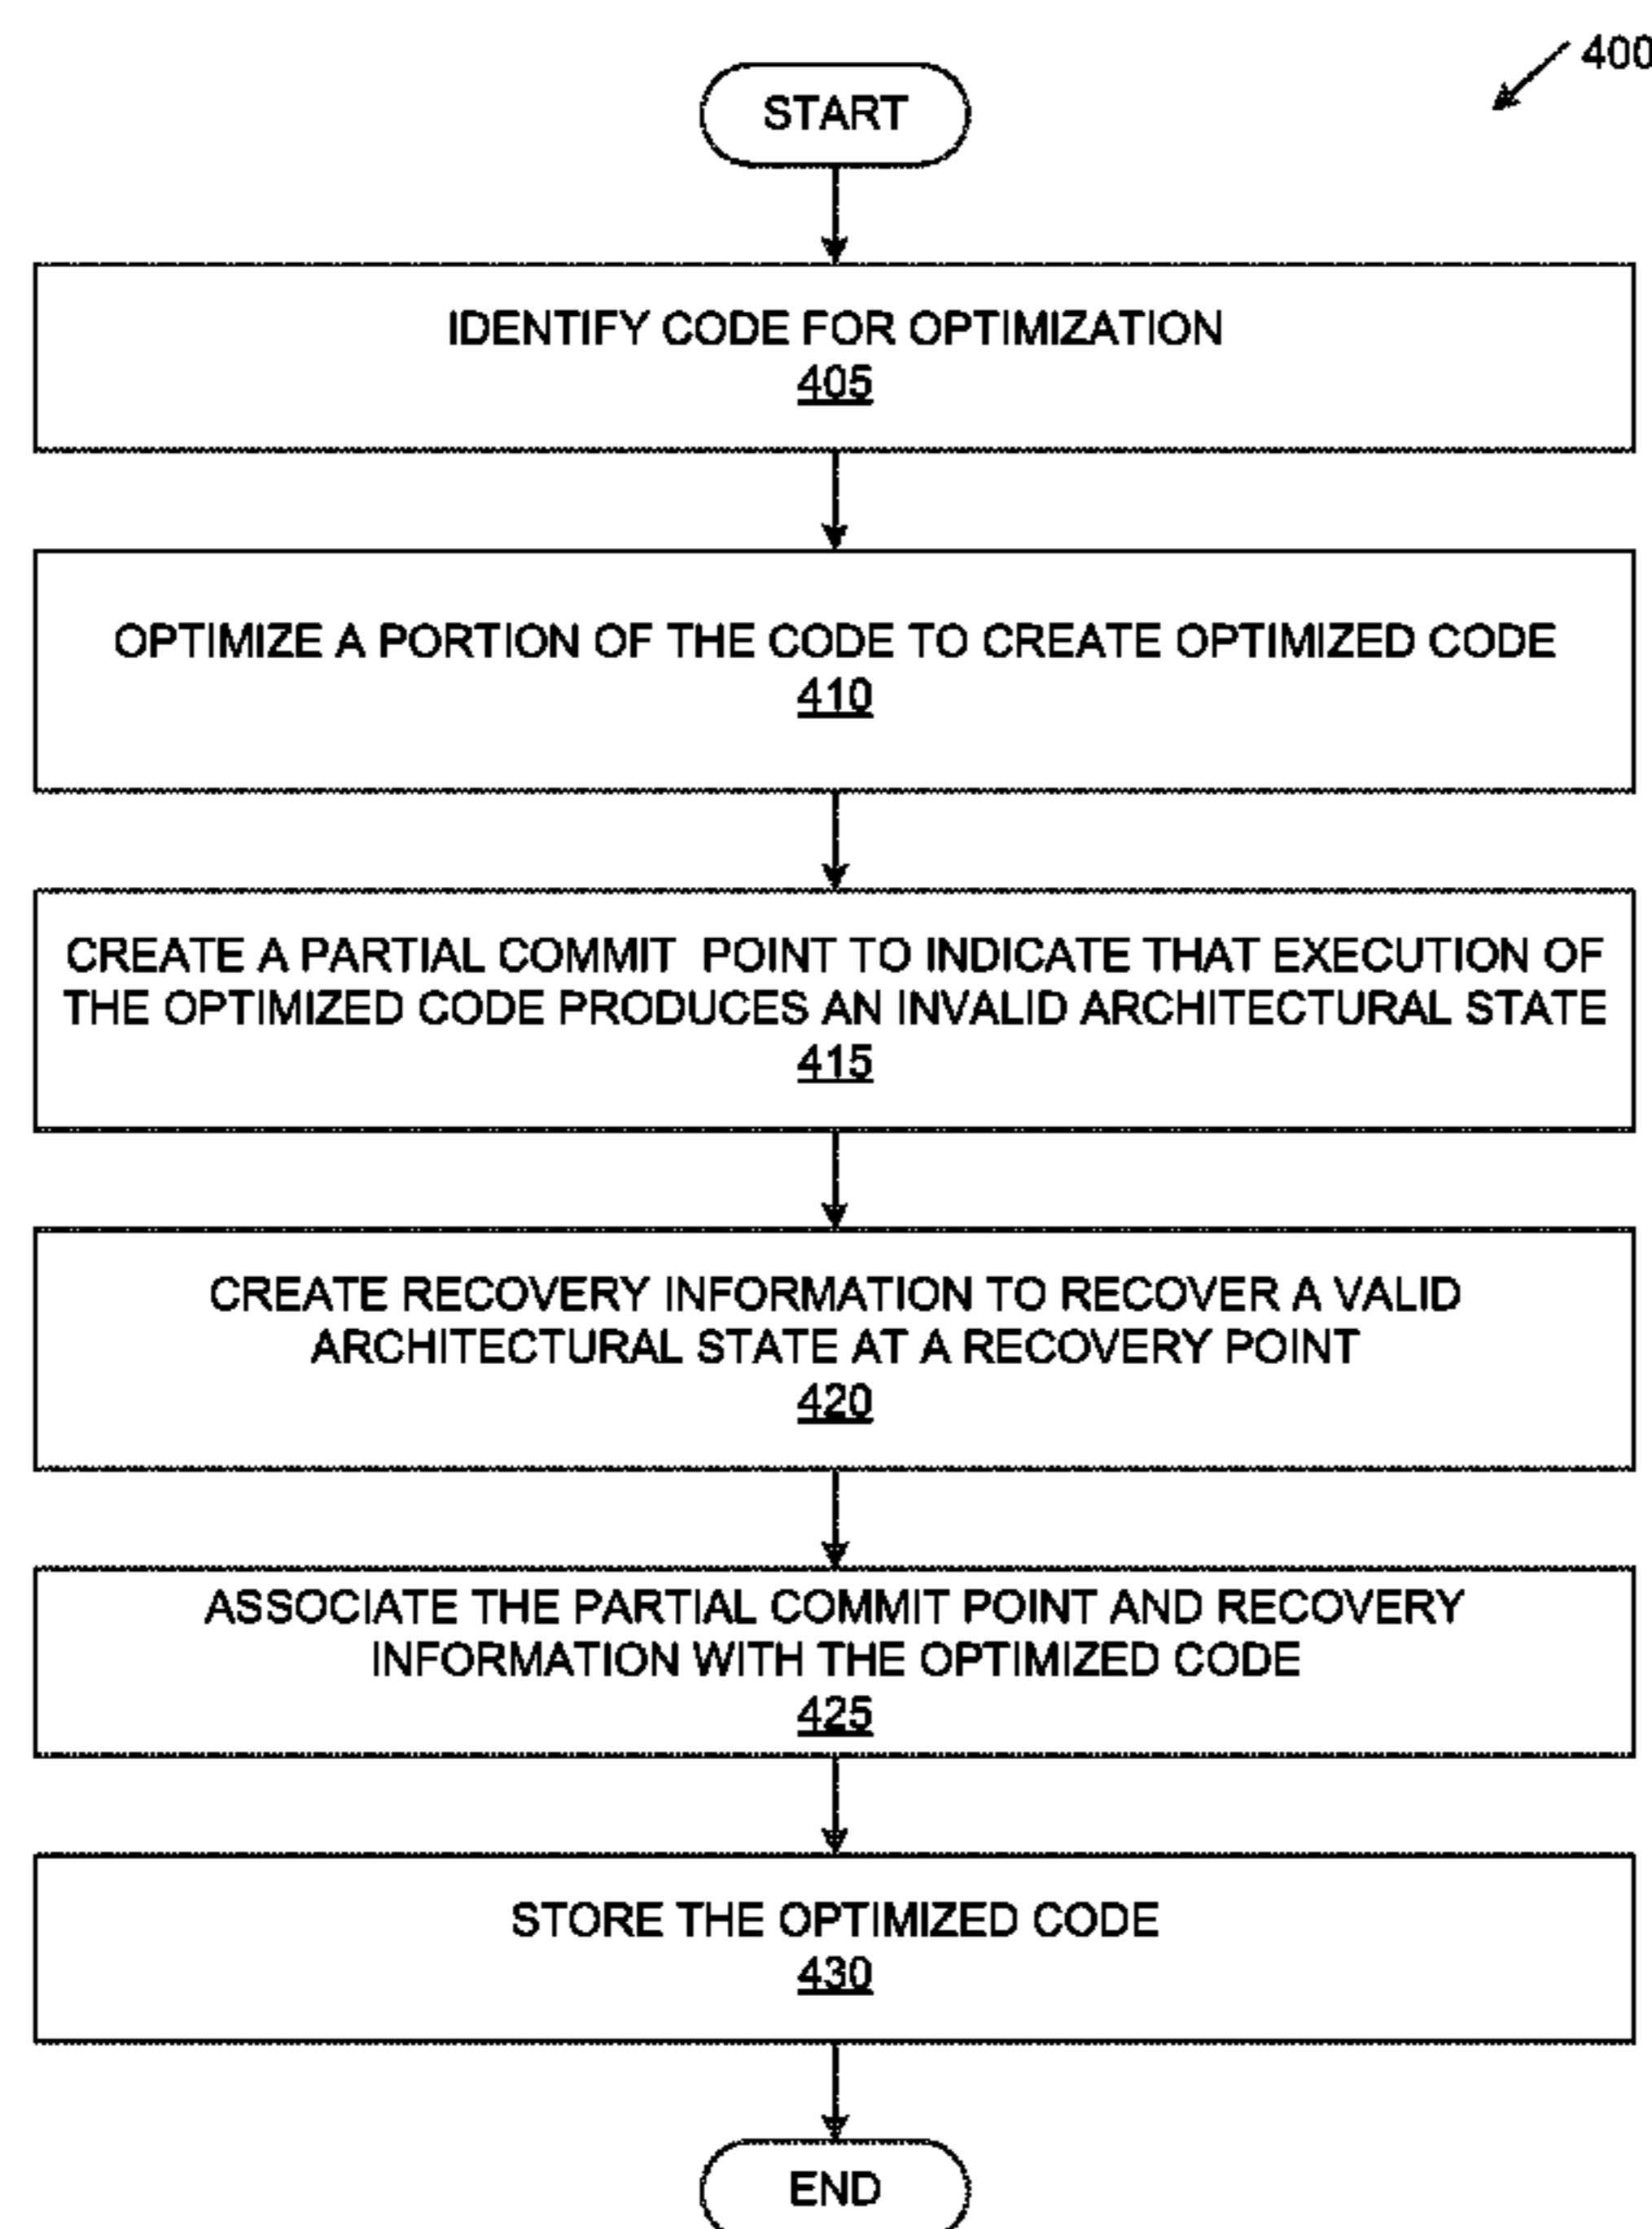 400
START
IDENTIFY CODE FOR OPTIMIZATION
405
OPTIMIZE A PORTION OF THE CODE TO CREATE OPTIMIZED CODE
410
CREATE A PARTIAL COMMIT POINT TO INDICATE THAT EXECUTION OF
THE OPTIMIZED CODE PRODUCES AN INVALID ARCHITECTURAL STATE
415
CREATE RECOVERY INFORMATION TO RECOVER A VALID
ARCHITECTURAL STATE AT A RECOVERY POINT
420
ASSOCIATE THE PARTIAL COMMIT POINT AND RECOVERY
INFORMATION WITH THE OPTIMIZED CODE
425
STORE THE OPTIMIZED CODE
430
END